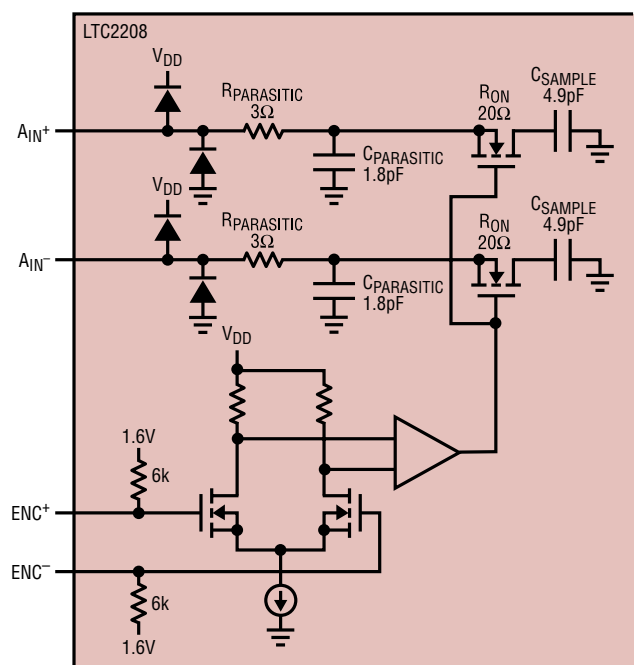 LTC2208
VDD
RPARASITIC
3Ω
AIN+
CPARASITIC
1.8pF
RON
20Ω
CSAMPLE
4.9pF
VDD
RPARASITIC
3Ω
AIN−
CPARASITIC
1.8pF
RON
20Ω
CSAMPLE
4.9pF
VDD
1.6V
6k
ENC+
ENC−
6k
1.6V